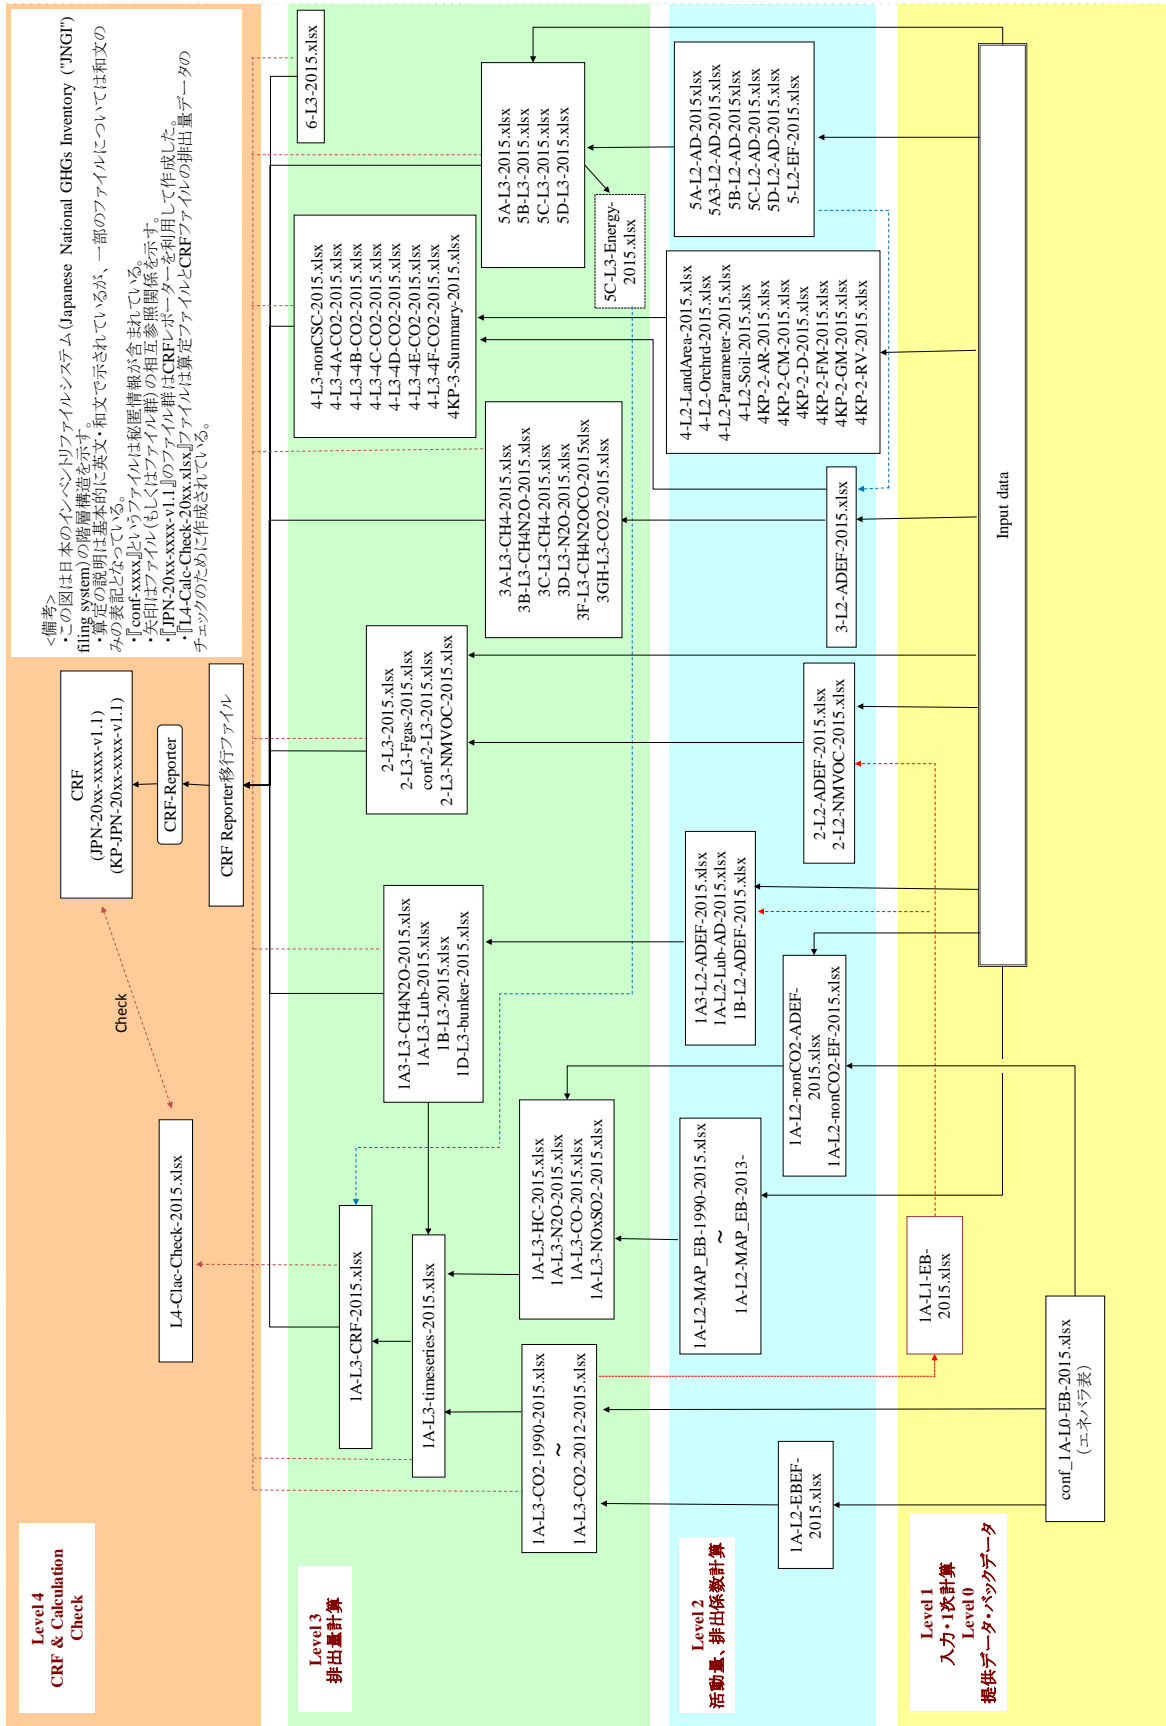 Level 4
CRF & Calculation
Check
L4-Clac-Check-2015.xlsx
Check
CRF
(JPN-20xx-xxxx-v1.1)
(KP-JPN-20xx-xxxx-v1.1)
CRF-Reporter
CRF Reporter移行ファイル
<備考>
・この図は日本のインベントリファイルシステム(Japanese National GHGs Inventory ("JNGI")
filing system)の階層構造を示す。
・算定の説明は基本的に英文・和文で示されているが、一部のファイルについては和文の
みの表記となっている。
・『conf-xxxx』というファイルは秘匿情報が含まれている。
・矢印はファイル(もしくはファイル群)の相互参照関係を示す。
・『JPN-20xx-xxxx-v1.1』のファイル群はCRFレポーターを利用して作成した。
・『L4-Calc-Check-20xx.xlsx』ファイルは算定ファイルとCRFファイルの排出量データの
チェックのために作成されている。
Level 3
排出量計算
1A-L3-CRF-2015.xlsx
1A-L3-timeseries-2015.xlsx
1A-L3-CO2-1990-2015.xlsx
～
1A-L3-CO2-2012-2015.xlsx
1A-L3-HC-2015.xlsx
1A-L3-N2O-2015.xlsx
1A-L3-CO-2015.xlsx
1A-L3-NOxSO2-2015.xlsx
1A3-L3-CH4N2O-2015.xlsx
1A-L3-Lub-2015.xlsx
1B-L3-2015.xlsx
1D-L3-bunker-2015.xlsx
2-L3-2015.xlsx
2-L3-Fgas-2015.xlsx
conf-2-L3-2015.xlsx
2-L3-NMVOC-2015.xlsx
3A-L3-CH4-2015.xlsx
3B-L3-CH4N2O-2015.xlsx
3C-L3-CH4-2015.xlsx
3D-L3-N2O-2015.xlsx
3F-L3-CH4N2OCO-2015xlsx
3GH-L3-CO2-2015.xlsx
4-L3-nonCSC-2015.xlsx
4-L3-4A-CO2-2015.xlsx
4-L3-4B-CO2-2015.xlsx
4-L3-4C-CO2-2015.xlsx
4-L3-4D-CO2-2015.xlsx
4-L3-4E-CO2-2015.xlsx
4-L3-4F-CO2-2015.xlsx
4KP-3-Summary-2015.xlsx
5A-L3-2015.xlsx
5B-L3-2015.xlsx
5C-L3-2015.xlsx
5D-L3-2015.xlsx
5C-L3-Energy-
2015.xlsx
6-L3-2015.xlsx
Level 2
活動量、排出係数計算
1A-L2-EBEF-
2015.xlsx
1A-L2-MAP_EB-1990-2015.xlsx
～
1A-L2-MAP_EB-2013-
1A-L2-nonCO2-ADEF-
2015.xlsx
1A-L2-nonCO2-EF-2015.xlsx
1A3-L2-ADEF-2015.xlsx
1A-L2-Lub-AD-2015.xlsx
1B-L2-ADEF-2015.xlsx
2-L2-ADEF-2015.xlsx
2-L2-NMVOC-2015.xlsx
3-L2-ADEF-2015.xlsx
4-L2-LandArea-2015.xlsx
4-L2-Orchrd-2015.xlsx
4-L2-Parameter-2015.xlsx
4-L2-Soil-2015.xlsx
4KP-2-AR-2015.xlsx
4KP-2-CM-2015.xlsx
4KP-2-D-2015.xlsx
4KP-2-FM-2015.xlsx
4KP-2-GM-2015.xlsx
4KP-2-RV-2015.xlsx
5A-L2-AD-2015.xlsx
5A3-L2-AD-2015.xlsx
5B-L2-AD-2015xlsx
5C-L2-AD-2015.xlsx
5D-L2-AD-2015.xlsx
5-L2-EF-2015.xlsx
Level 1
入力・1次計算
Level 0
提供データ・バックデータ
1A-L1-EB-
2015.xlsx
conf_1A-L0-EB-2015.xlsx
(エネバラ表)
Input data